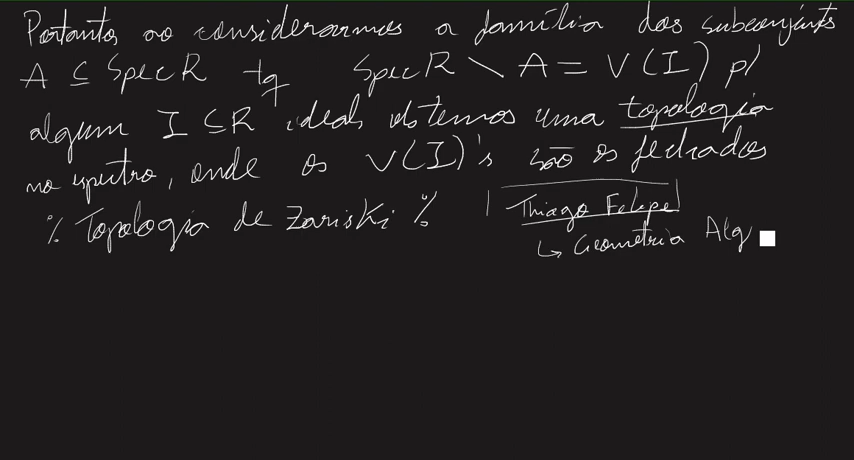 Portanto, ao considerarmos a família dos subconjuntos
A ⊆ Spec R tq Spec R \ A = V(I) p/
algum I ⊆ R ideal, obtemos uma topologia
no espectro, onde os V(I)'s são os fechados
% Topologia de Zariski %
Thiago Felipe
↳ Geometria Alg